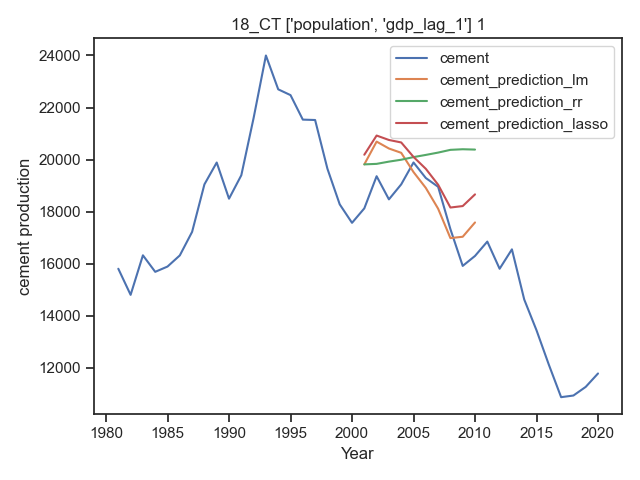 18_CT ['population', 'gdp_lag_1'] 1
cement
cement_prediction_lm
cement_prediction_rr
cement_prediction_lasso
cement production
24000
22000
20000
18000
16000
14000
12000
1980 1985 1990 1995 2000 2005 2010 2015 2020
Year